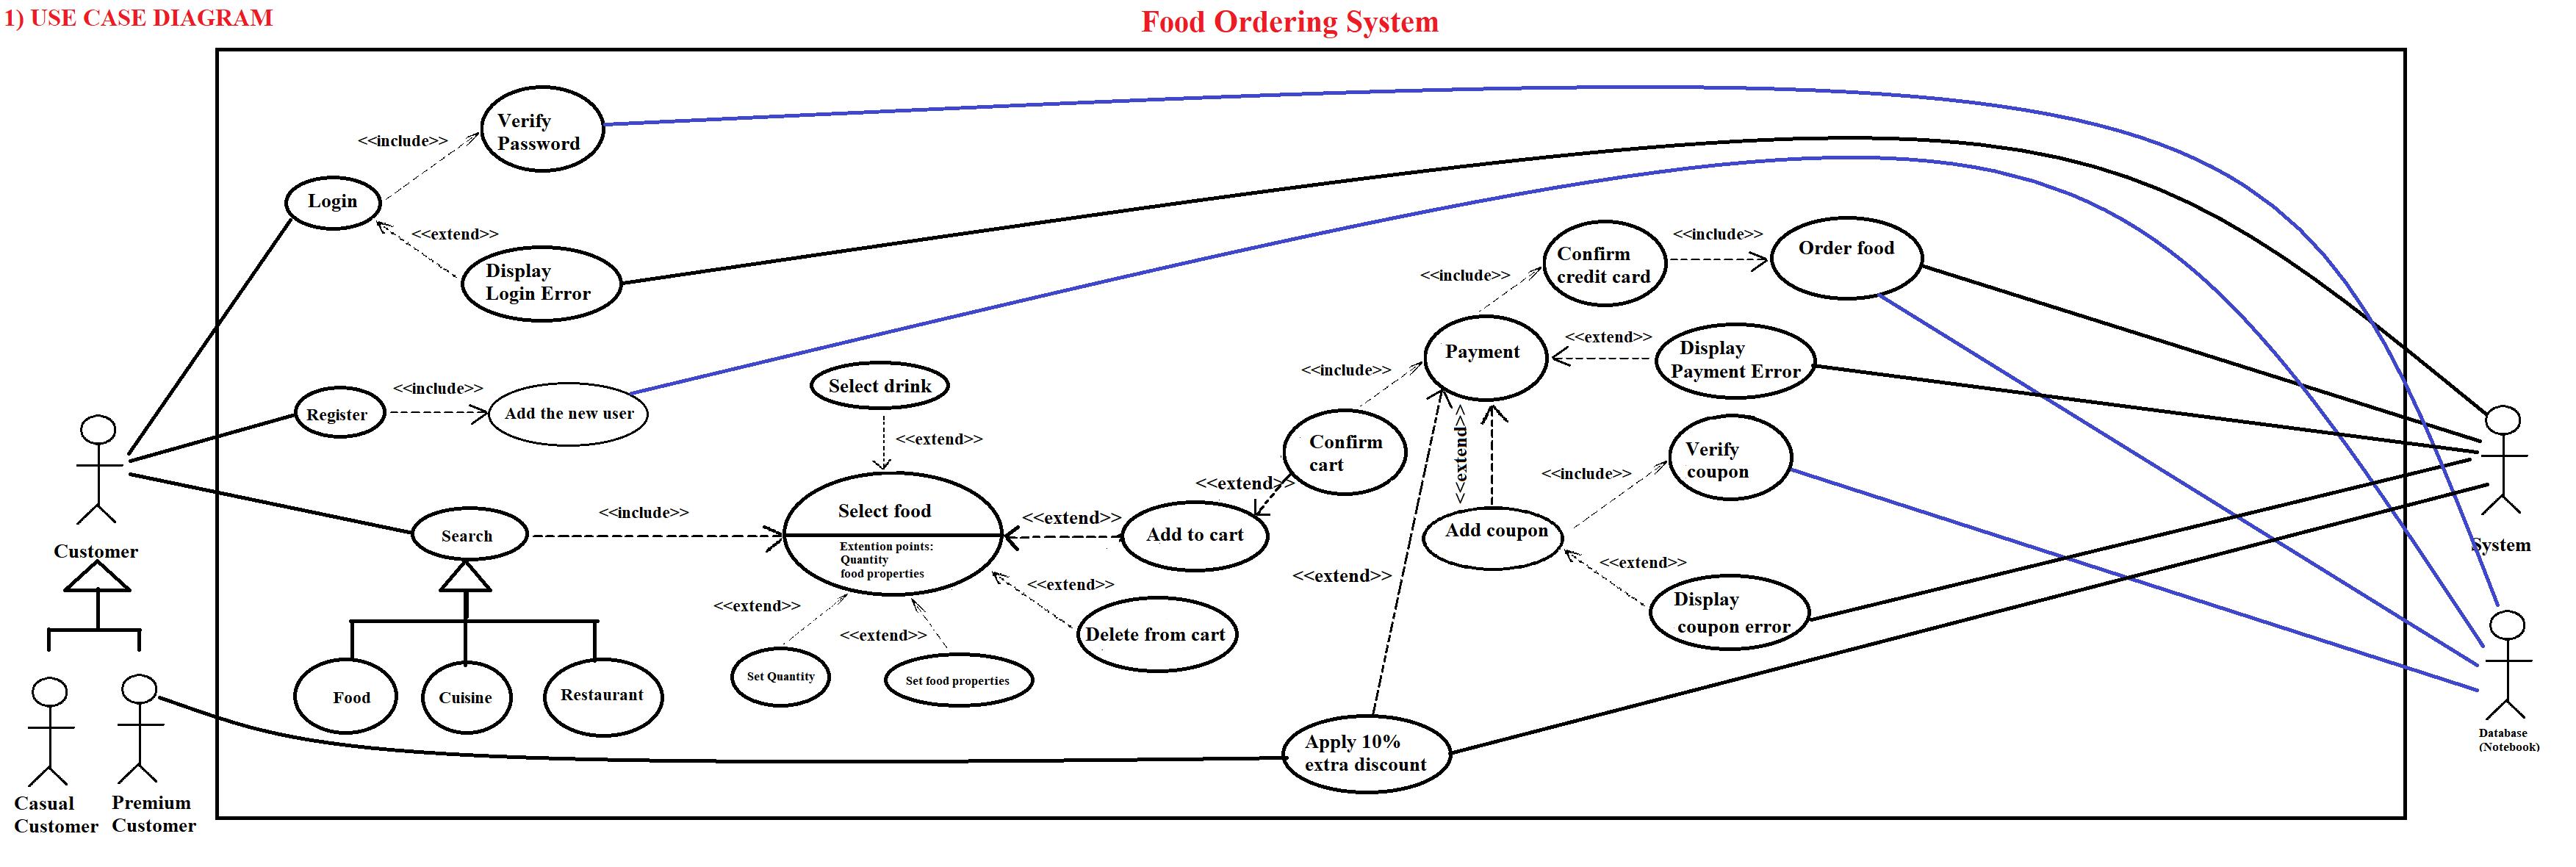 1) USE CASE DIAGRAM
Food Ordering System
Verify
Password
<<include>>
Login
<<extend>>
Display
Login Error
<<include>>
Confirm
credit card
<<include>>
Order food
Payment
<<extend>>
Display
Payment Error
<<include>>
Select drink
<<extend>>
Register
<<include>>
Add the new user
Confirm
cart
<<extend>>
<<extend>>
Verify
coupon
<<include>>
Search
<<include>>
Select food
Extention points:
Quantity
food properties
<<extend>>
Add to cart
Add coupon
<<extend>>
Display
coupon error
<<extend>>
<<extend>>
Delete from cart
<<extend>>
Set Quantity
<<extend>>
Set food properties
Food
Cuisine
Restaurant
Apply 10%
extra discount
Customer
Casual
Customer
Premium
Customer
System
Database
(Notebook)